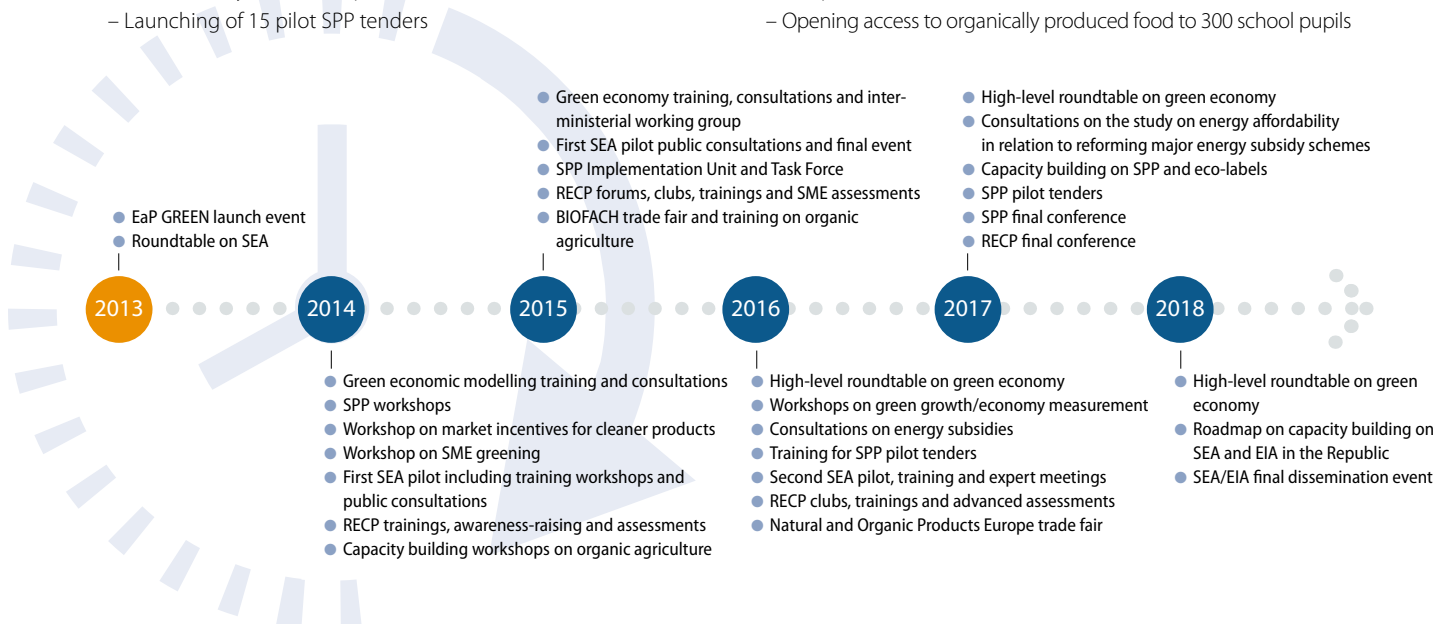 – Launching of 15 pilot SPP tenders
– Opening access to organically produced food to 300 school pupils
Green economy training, consultations and inter-
ministerial working group
First SEA pilot public consultations and final event
SPP Implementation Unit and Task Force
RECP forums, clubs, trainings and SME assessments
BIOFACH trade fair and training on organic
agriculture
High-level roundtable on green economy
Consultations on the study on energy affordability
in relation to reforming major energy subsidy schemes
Capacity building on SPP and eco-labels
SPP pilot tenders
SPP final conference
RECP final conference
EaP GREEN launch event
Roundtable on SEA
2013
2014
2015
2016
2017
2018
Green economic modelling training and consultations
SPP workshops
Workshop on market incentives for cleaner products
Workshop on SME greening
First SEA pilot including training workshops and
public consultations
RECP trainings, awareness-raising and assessments
Capacity building workshops on organic agriculture
High-level roundtable on green economy
Workshops on green growth/economy measurement
Consultations on energy subsidies
Training for SPP pilot tenders
Second SEA pilot, training and expert meetings
RECP clubs, trainings and advanced assessments
Natural and Organic Products Europe trade fair
High-level roundtable on green
economy
Roadmap on capacity building on
SEA and EIA in the Republic
SEA/EIA final dissemination event